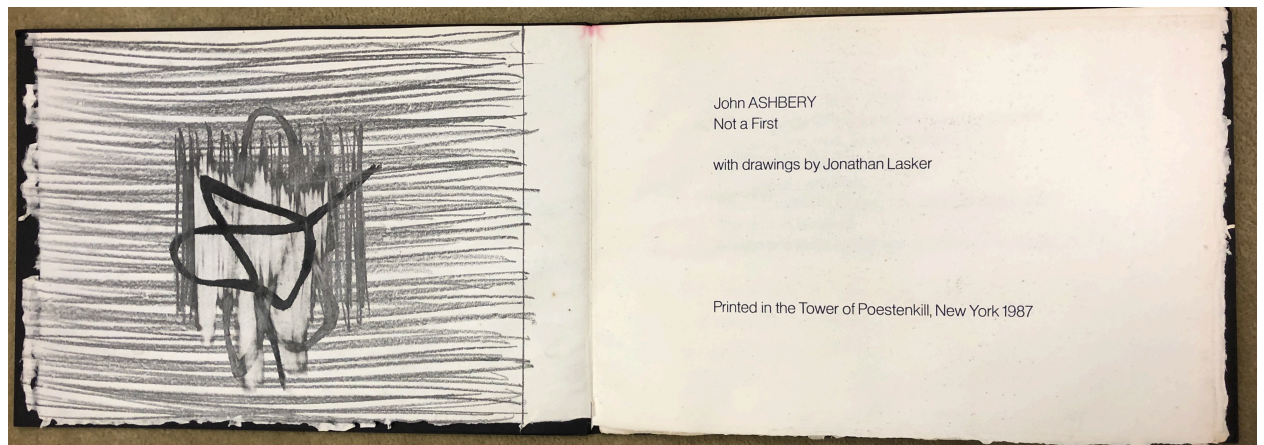 John ASHBERY
Not a First
with drawings by Jonathan Lasker
Printed in the Tower of Poestenkill, New York 1987